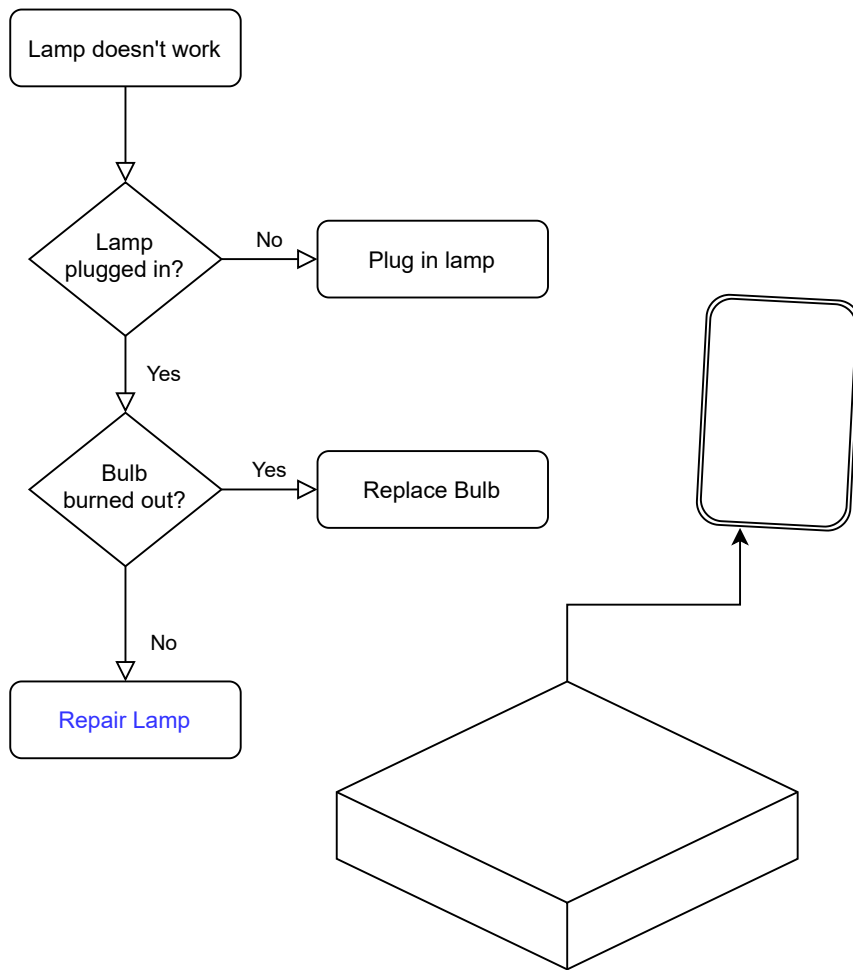 Lamp doesn't work
Lamp
plugged in?
No
Plug in lamp
Yes
Bulb
burned out?
Yes
Replace Bulb
No
Repair Lamp